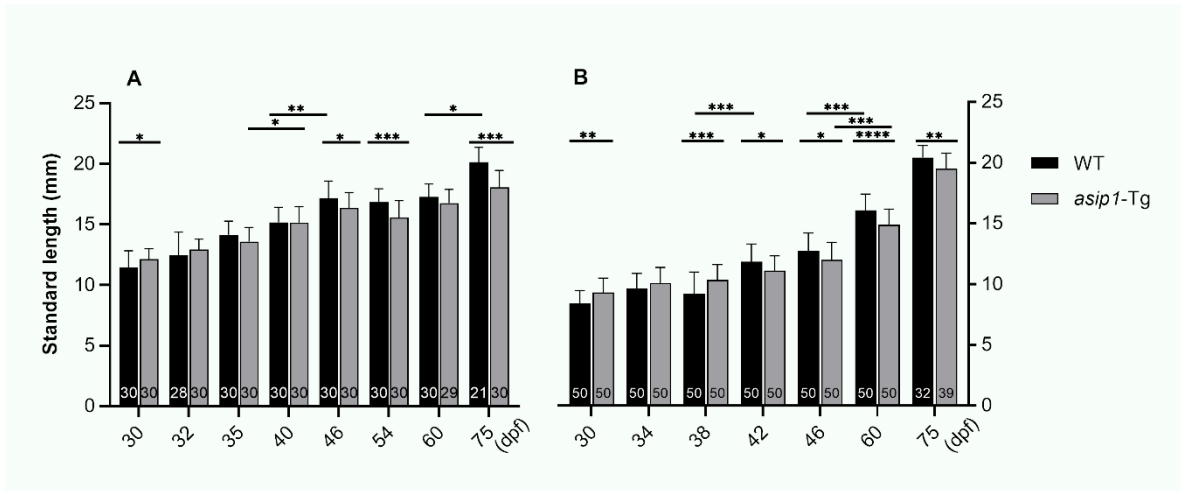 A
B
** *** ***
* ***
* * *** *** ** *** * * **** **
25 25
20 20
15 15
10 10
5 5
0 0
Standard length (mm)
30 30 28 30 30 30 30 30 30 30 30 30 30 29 21 30
50 50 50 50 50 50 50 50 50 50 50 50 32 39
30 32 35 40 46 54 60 75 (dpf)
30 34 38 42 46 60 75 (dpf)
WT
asip1-Tg